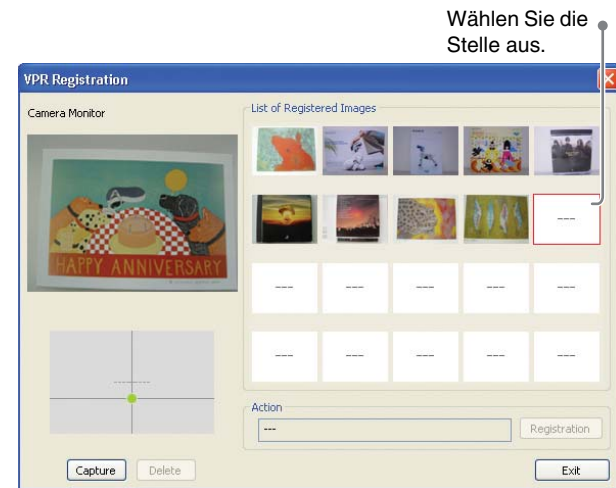 Wählen Sie die
Stelle aus.
VPR Registration
Camera Monitor
List of Registered Images
HAPPY ANNIVERSARY
---
--- --- --- --- ---
--- --- --- --- ---
Action
---
Registration
Capture
Delete
Exit